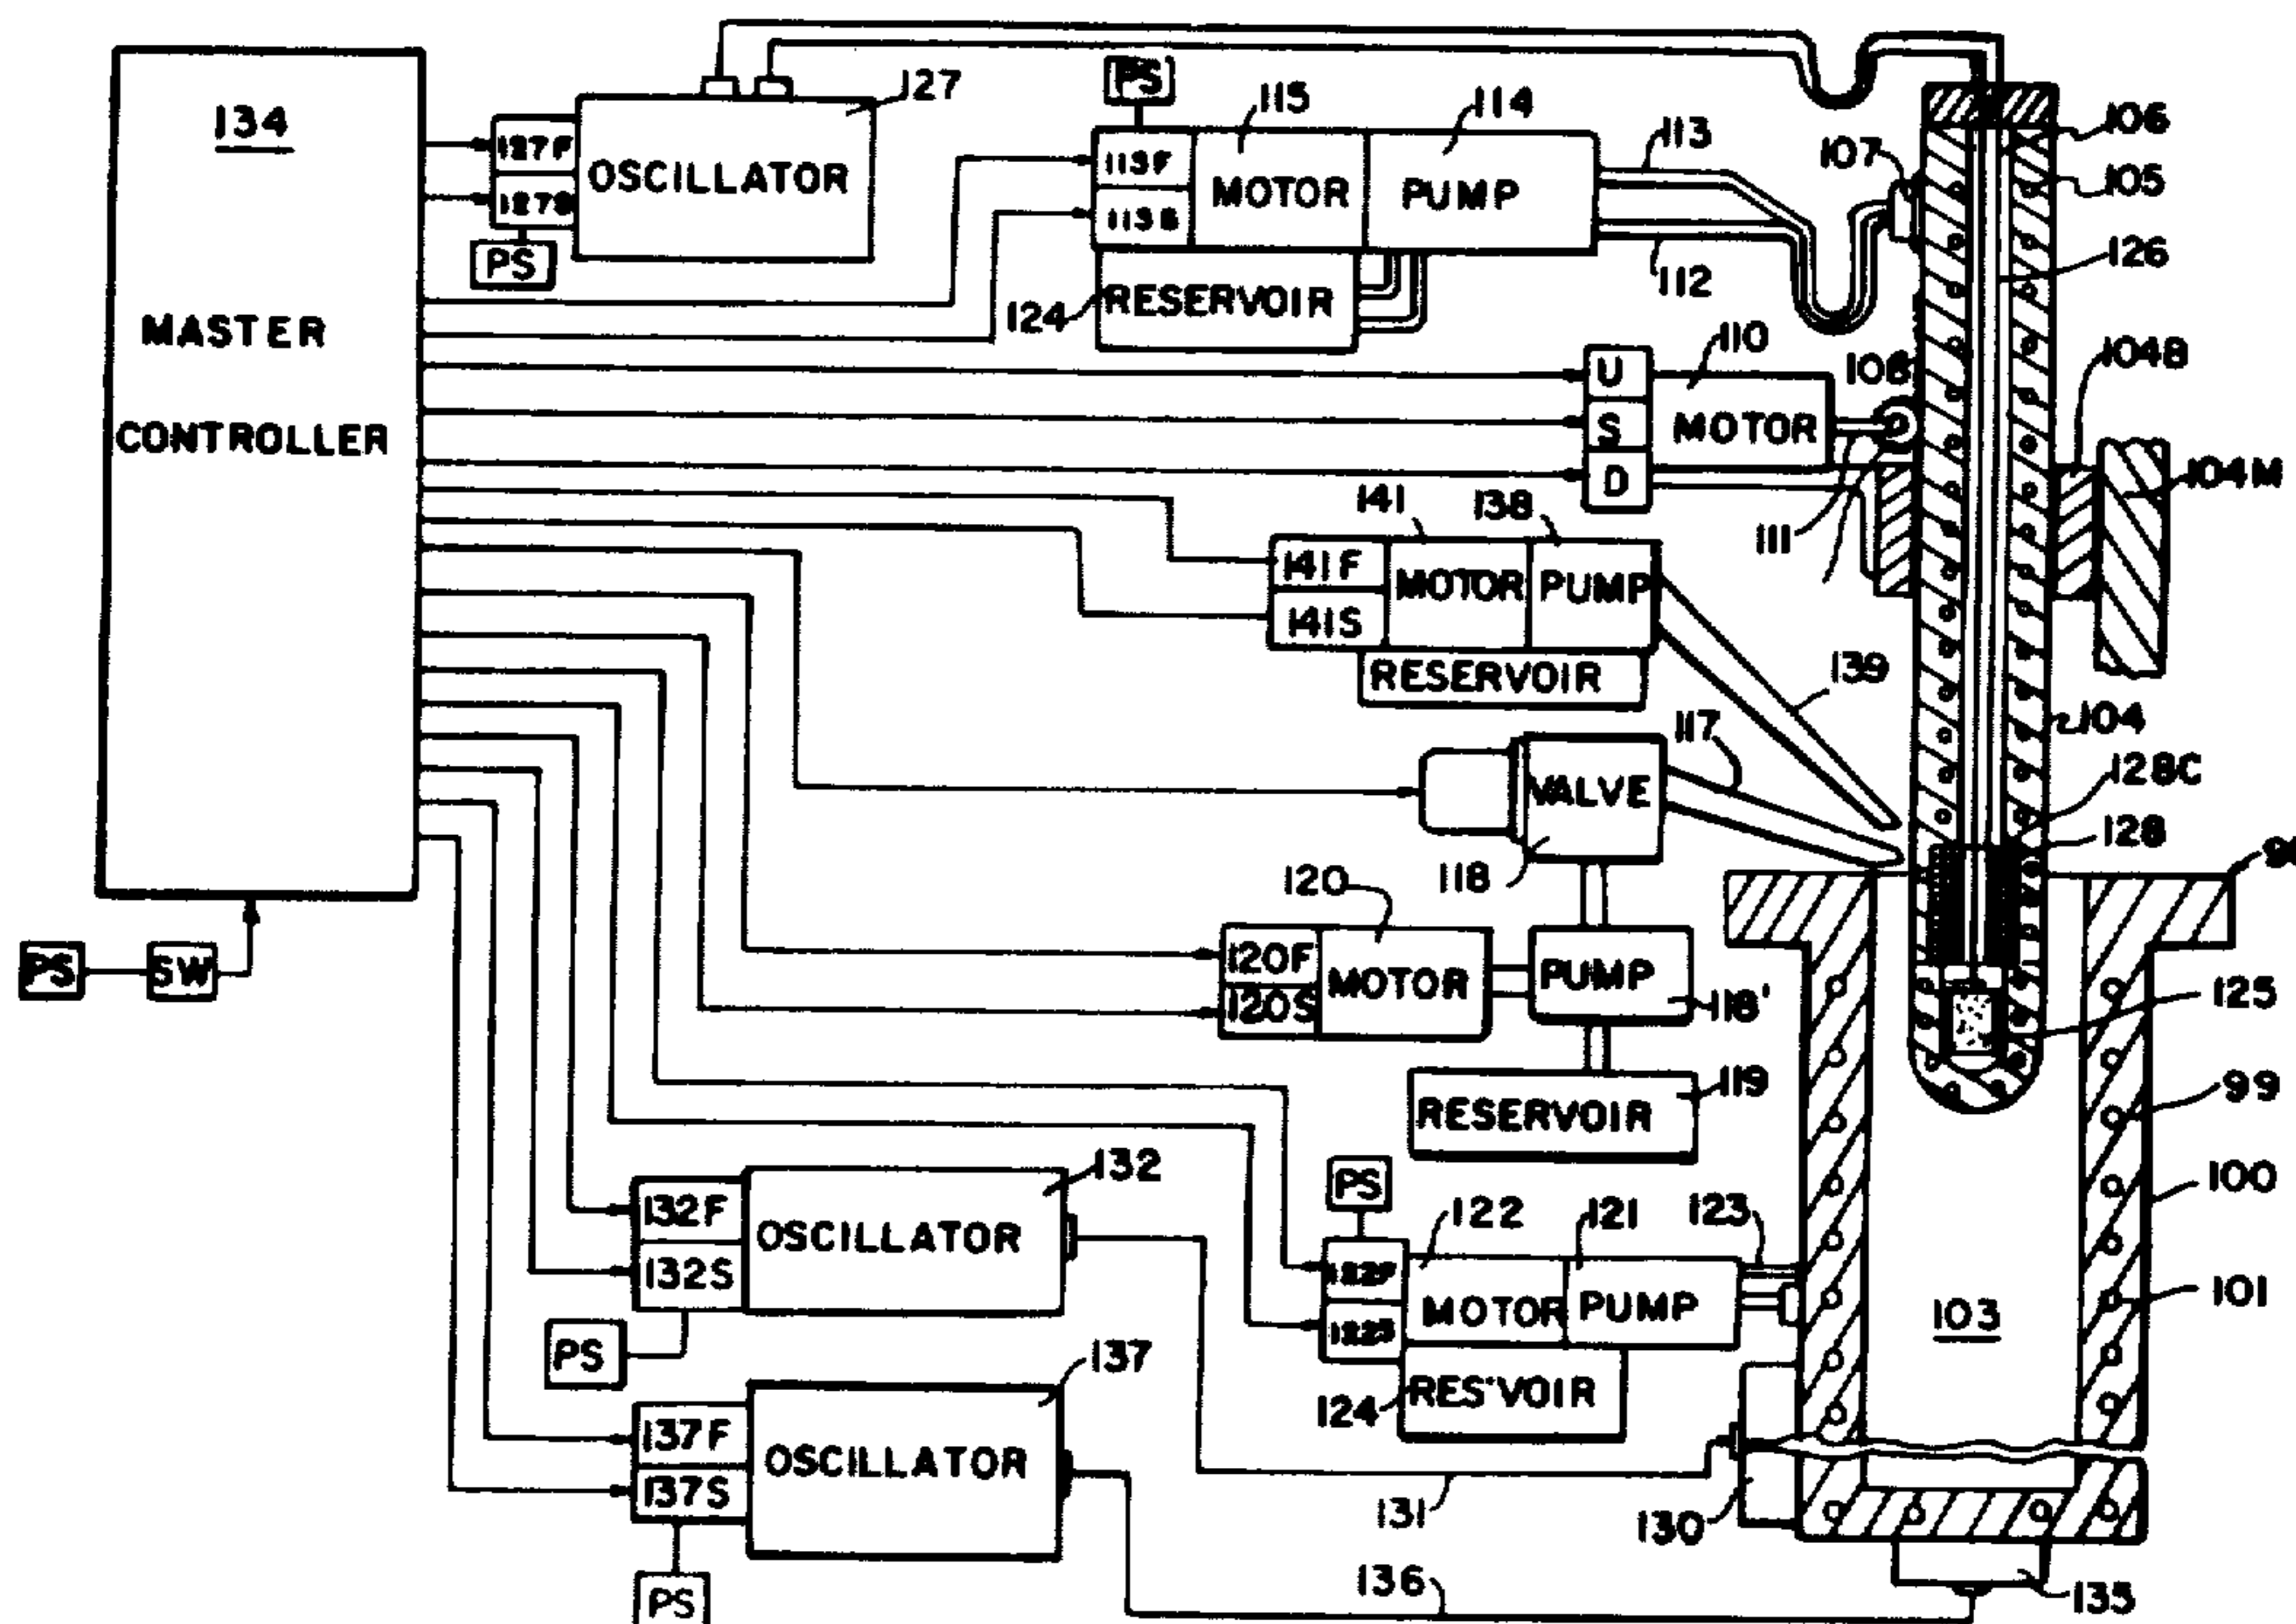 134
MASTER
CONTROLLER
PS
SW
127
127F
127S
OSCILLATOR
PS
PS
115
114
113F
113S
MOTOR
PUMP
113
112
124
RESERVOIR
107
106
105
126
108
104B
104M
110
U
S
D
MOTOR
111
141
138
141F
141S
MOTOR
PUMP
RESERVOIR
139
104
117
VALVE
118
128C
128
120
120F
120S
MOTOR
PUMP
118'
119
RESERVOIR
125
99
100
101
103
132
132F
132S
OSCILLATOR
PS
PS
122
121
123
122F
122S
MOTOR
PUMP
124
RES'VOIR
137
137F
137S
OSCILLATOR
PS
131
130
136
135